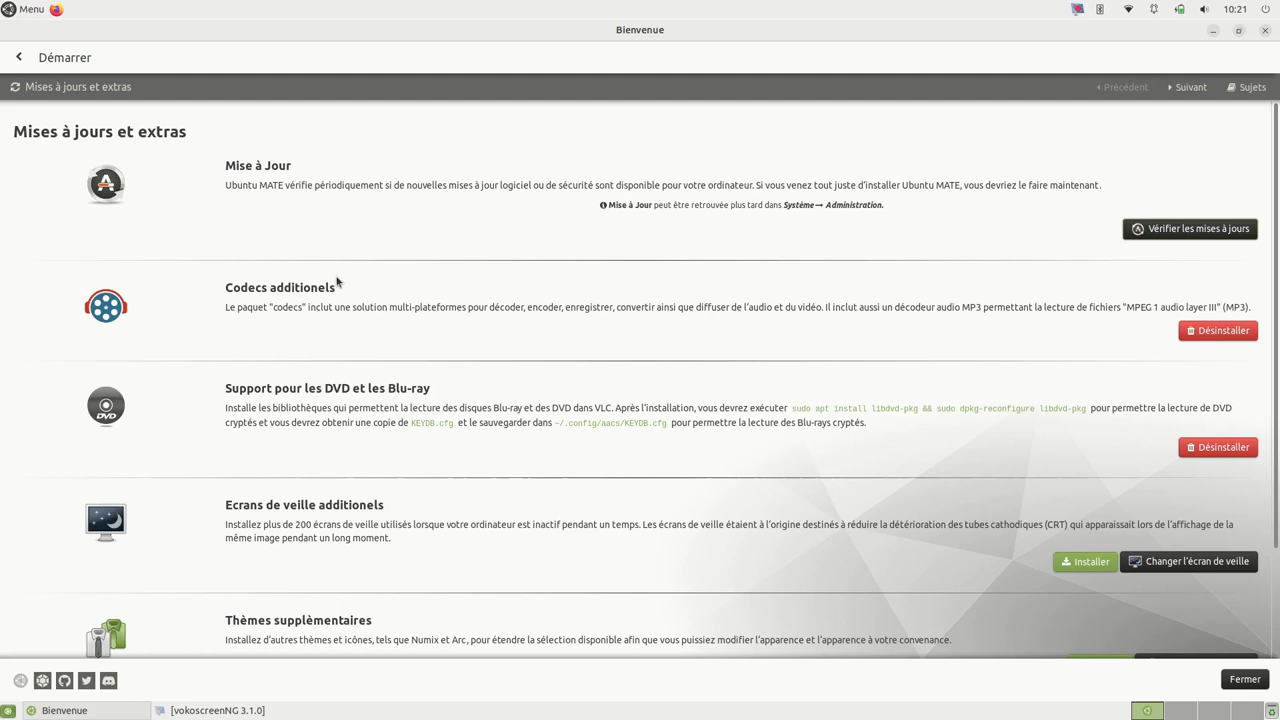 Menu
10:21
Bienvenue
Démarrer
Mises à jours et extras
Précédent
Suivant
Sujets
Mises à jours et extras
Mise à Jour
Ubuntu MATE vérifie périodiquement si de nouvelles mises à jour logiciel ou de sécurité sont disponible pour votre ordinateur. Si vous venez tout juste d'installer Ubuntu MATE, vous devriez le faire maintenant.
Mise à Jour peut être retrouvée plus tard dans Système→ Administration.
Vérifier les mises à jours
Codecs additionels
Le paquet "codecs" inclut une solution multi-plateformes pour décoder, encoder, enregistrer, convertir ainsi que diffuser de l'audio et du vidéo. Il inclut aussi un décodeur audio MP3 permettant la lecture de fichiers "MPEG 1 audio layer III" (MP3).
Désinstaller
Support pour les DVD et les Blu-ray
Installe les bibliothèques qui permettent la lecture des disques Blu-ray et des DVD dans VLC. Après l'installation, vous devrez exécuter sudo apt install libdvd-pkg && sudo dpkg-reconfigure libdvd-pkg pour permettre la lecture de DVD
cryptés et vous devrez obtenir une copie de KEYDB.cfg et le sauvegarder dans ~/.config/aacs/KEYDB.cfg pour permettre la lecture des Blu-rays cryptés.
DVD
Désinstaller
Ecrans de veille additionels
Installez plus de 200 écrans de veille utilisés lorsque votre ordinateur est inactif pendant un temps. Les écrans de veille étaient à l'origine destinés à réduire la détérioration des tubes cathodiques (CRT) qui apparaissait lors de l'affichage de la
même image pendant un long moment.
Installer
Changer l'écran de veille
Thèmes supplèmentaires
Installez d'autres thèmes et icônes, tels que Numix et Arc, pour étendre la sélection disponible afin que vous puissiez modifier l'apparence et l'apparence à votre convenance.
Fermer
Bienvenue
[vokoscreenNG 3.1.0]